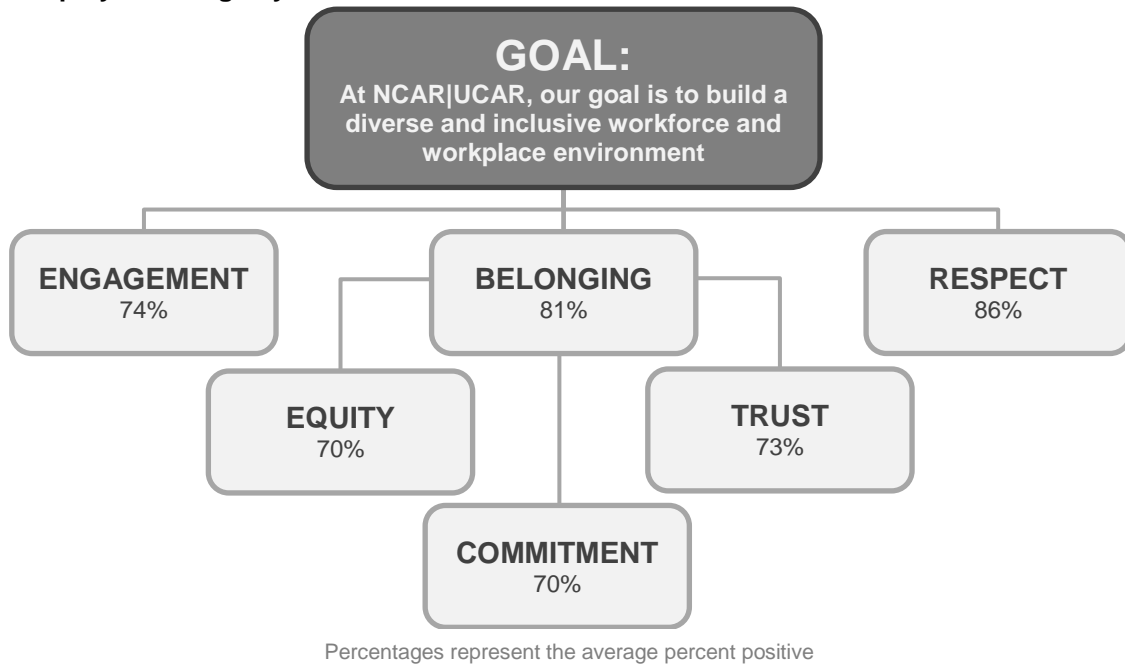 GOAL:
At NCAR|UCAR, our goal is to build a
diverse and inclusive workforce and
workplace environment
ENGAGEMENT
74%
BELONGING
81%
RESPECT
86%
EQUITY
70%
TRUST
73%
COMMITMENT
70%
Percentages represent the average percent positive